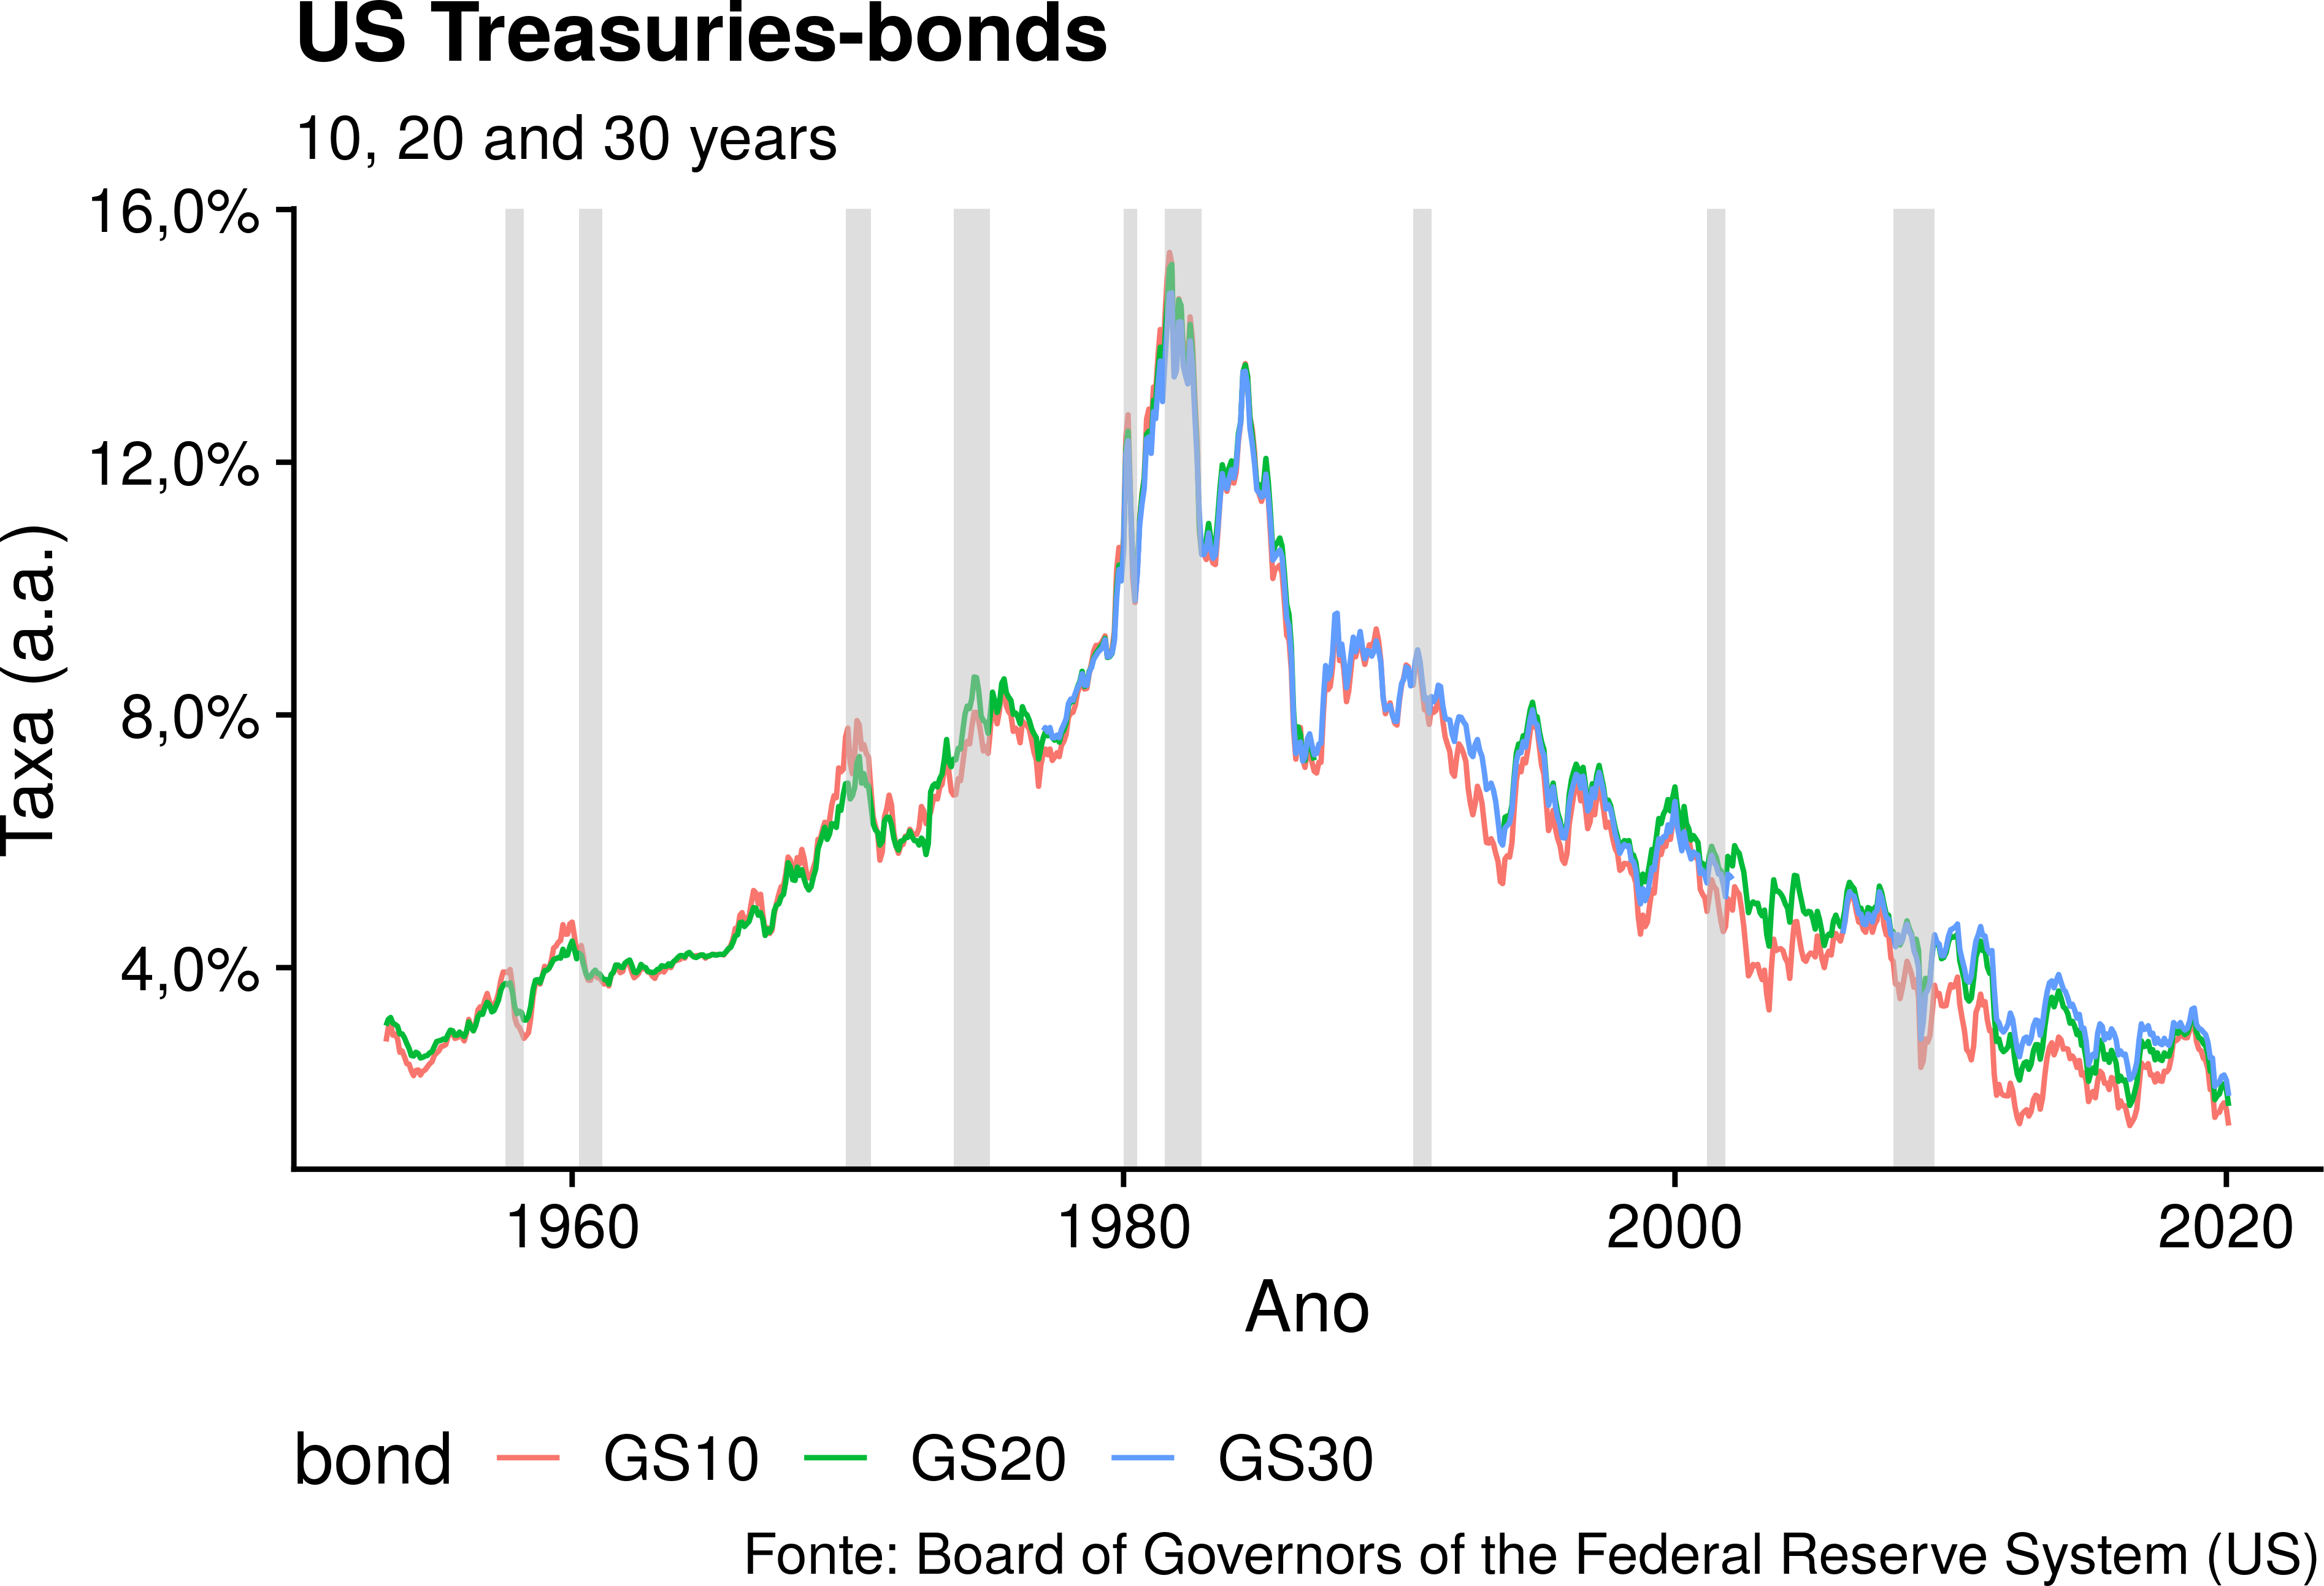 US Treasuries-bonds
10, 20 and 30 years
16,0%
12,0%
8,0%
4,0%
Taxa (a.a.)
1960 1980 2000 2020
Ano
bond GS10 GS20 GS30
Fonte: Board of Governors of the Federal Reserve System (US)